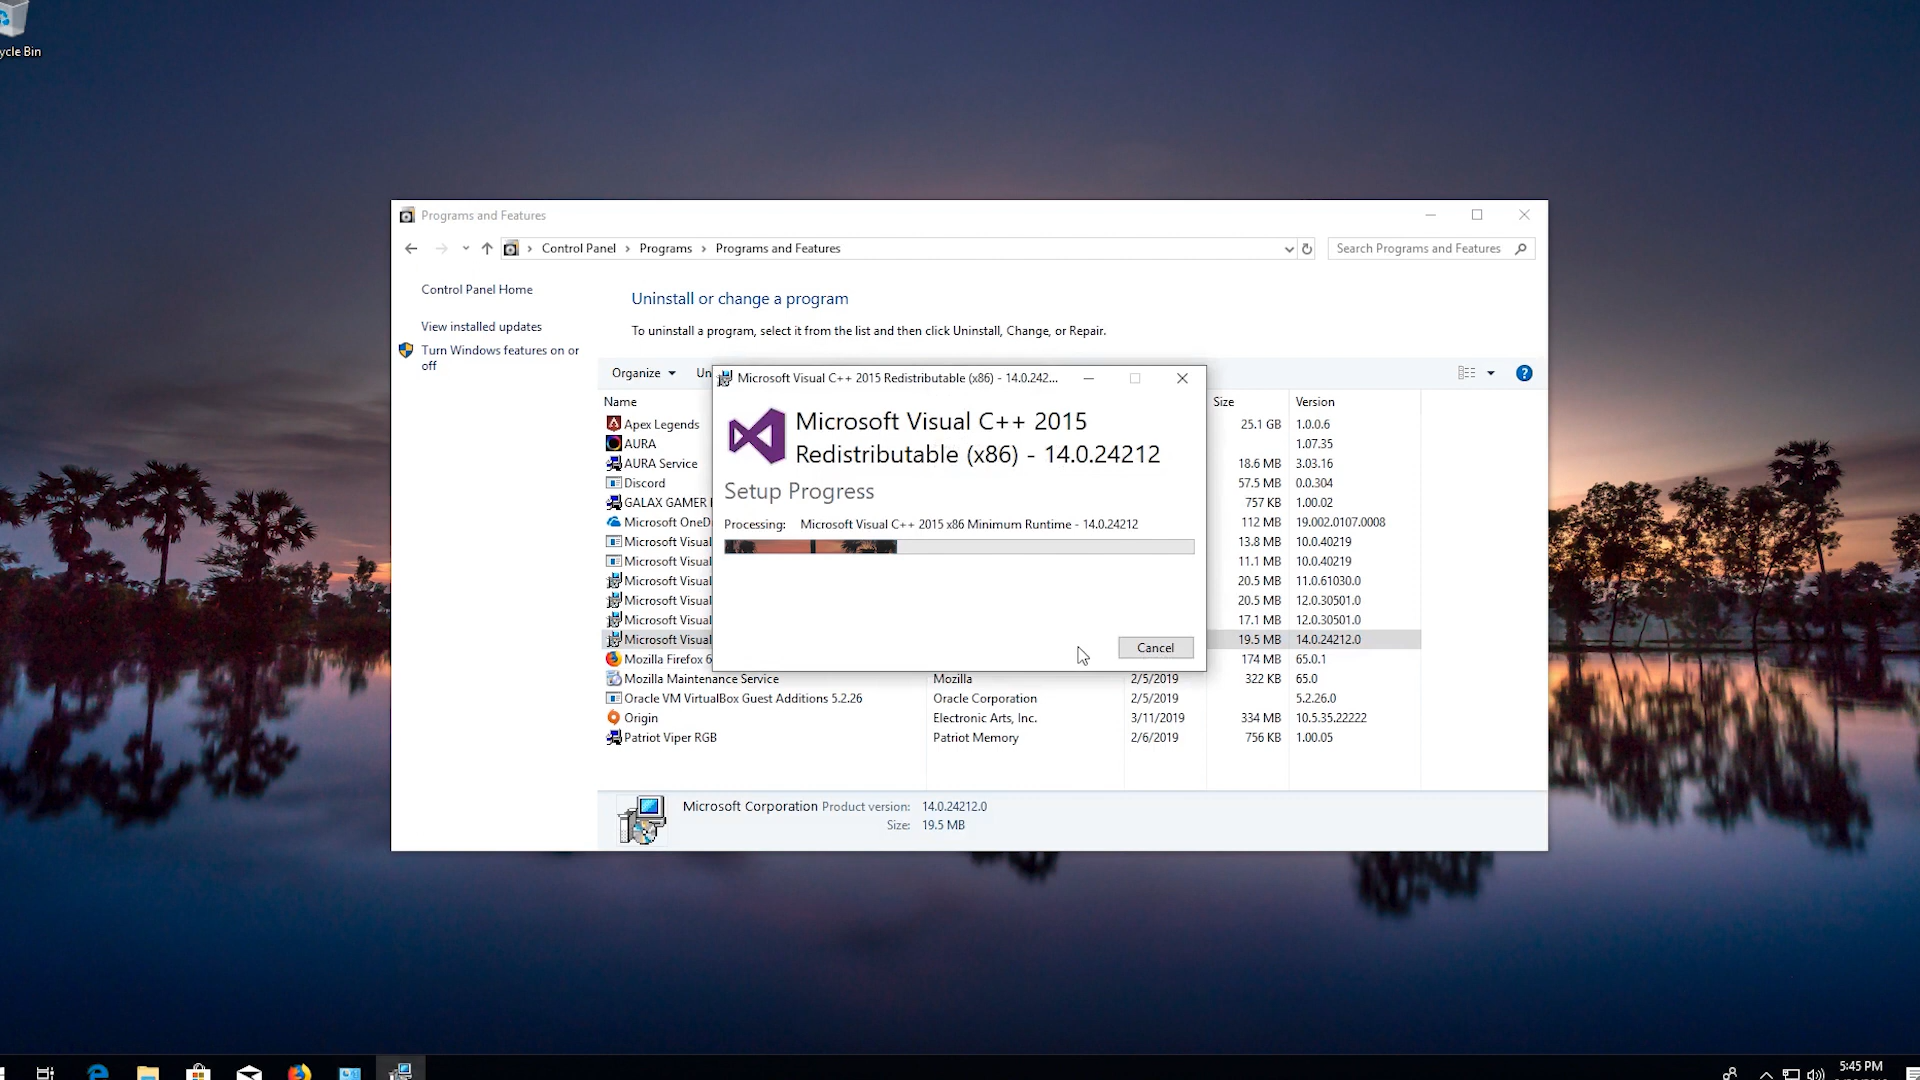 ycle Bin
Programs and Features
Control Panel > Programs > Programs and Features
Search Programs and Features
Control Panel Home
View installed updates
Turn Windows features on or
off
Uninstall or change a program
To uninstall a program, select it from the list and then click Uninstall, Change, or Repair.
Organize
Un
Name
Size
Version
Apex Legends 25.1 GB 1.0.0.6
AURA 1.07.35
AURA Service 18.6 MB 3.03.16
Discord 57.5 MB 0.0.304
GALAX GAMER 757 KB 1.00.02
Microsoft OneD 112 MB 19.002.0107.0008
Microsoft Visual 13.8 MB 10.0.40219
Microsoft Visual 11.1 MB 10.0.40219
Microsoft Visual 20.5 MB 11.0.61030.0
Microsoft Visual 20.5 MB 12.0.30501.0
Microsoft Visual 17.1 MB 12.0.30501.0
Microsoft Visual 19.5 MB 14.0.24212.0
Mozilla Firefox 6 174 MB 65.0.1
Mozilla Maintenance Service Mozilla 2/5/2019 322 KB 65.0
Oracle VM VirtualBox Guest Additions 5.2.26 Oracle Corporation 2/5/2019 5.2.26.0
Origin Electronic Arts, Inc. 3/11/2019 334 MB 10.5.35.22222
Patriot Viper RGB Patriot Memory 2/6/2019 756 KB 1.00.05
Microsoft Visual C++ 2015 Redistributable (x86) - 14.0.242...
Microsoft Visual C++ 2015
Redistributable (x86) - 14.0.24212
Setup Progress
Processing: Microsoft Visual C++ 2015 x86 Minimum Runtime - 14.0.24212
Cancel
Microsoft Corporation Product version: 14.0.24212.0
Size: 19.5 MB
5:45 PM